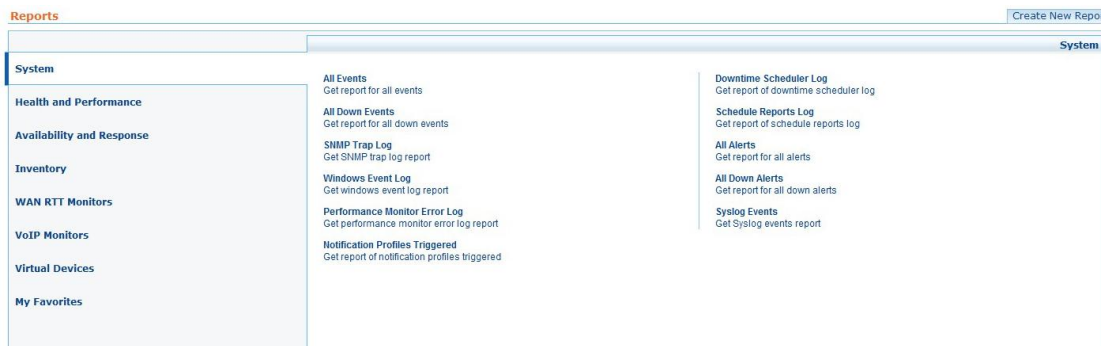 Reports
Create New Repo
System
System
Health and Performance
Availability and Response
Inventory
WAN RTT Monitors
VoIP Monitors
Virtual Devices
My Favorites
All Events
Get report for all events
All Down Events
Get report for all down events
SNMP Trap Log
Get SNMP trap log report
Windows Event Log
Get windows event log report
Performance Monitor Error Log
Get performance monitor error log report
Notification Profiles Triggered
Get report of notification profiles triggered
Downtime Scheduler Log
Get report of downtime scheduler log
Schedule Reports Log
Get report of schedule reports log
All Alerts
Get report for all alerts
All Down Alerts
Get report for all down alerts
Syslog Events
Get Syslog events report